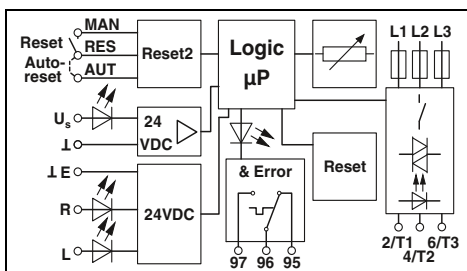 MAN
Reset
RES
Auto-
reset
AUT
Reset2
Logic
µP
L1 L2 L3
Us
24
VDC
⊥
⊥ E
R
L
24VDC
& Error
Reset
97 96 95
2/T1 6/T3
4/T2